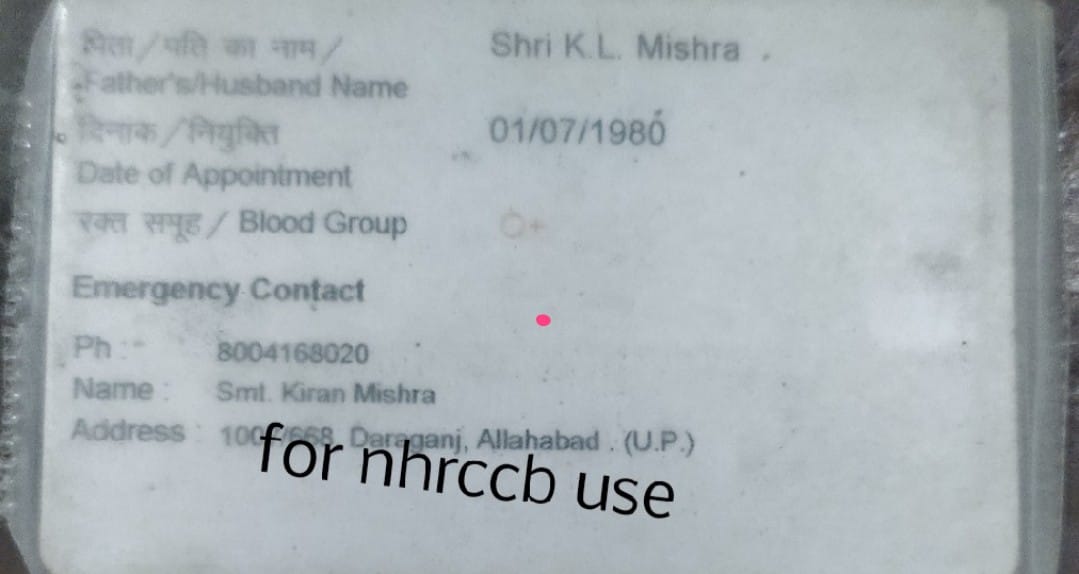 पिता / पति का नाम / Shri K.L. Mishra
Father's/Husband Name
दिनाक / नियुक्ति 01/07/1980
Date of Appointment
रक्त समूह / Blood Group O+
Emergency Contact
Ph :- 8004168020
Name : Smt. Kiran Mishra
Address : Daraganj, Allahabad . (U.P.)
for nhrccb use